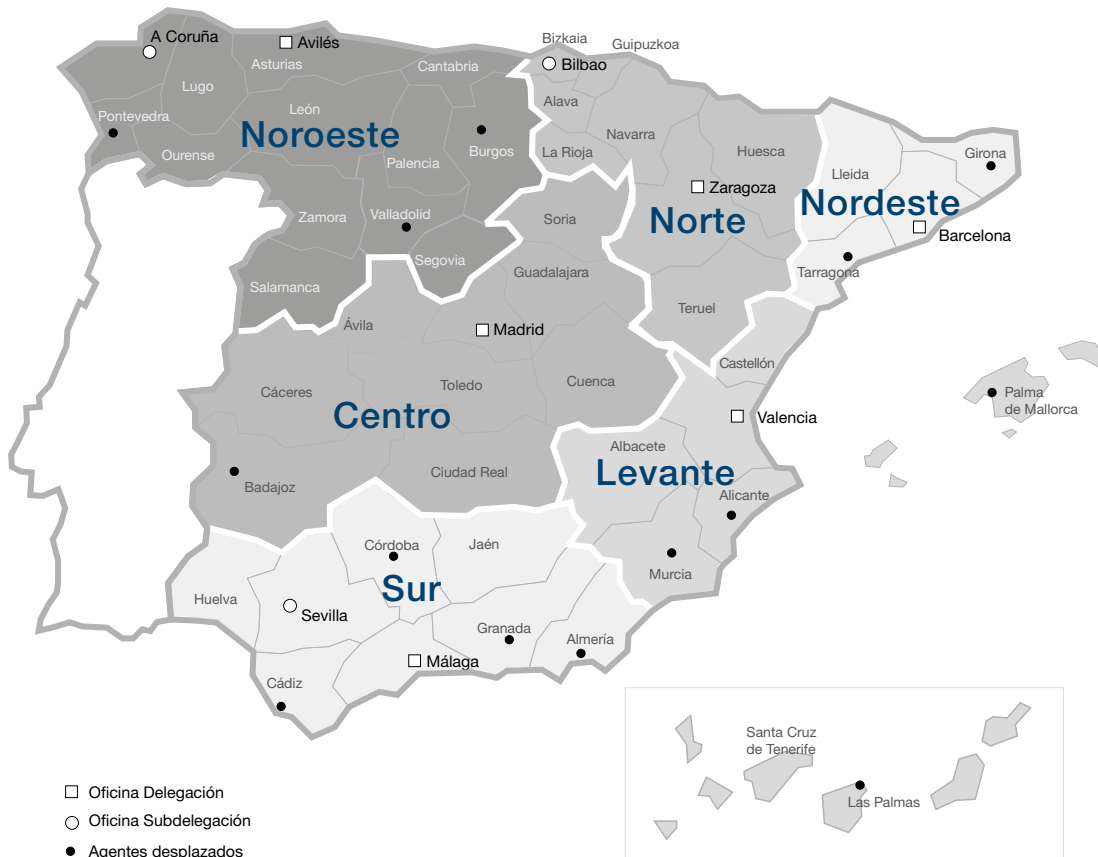 A Coruña
Avilés
Asturias
Cantabria
Lugo
León
Pontevedra
Noroeste
Ourense
Palencia
Burgos
Zamora
Valladolid
Segovia
Salamanca
Bizkaia
Guipuzkoa
Bilbao
Alava
Navarra
La Rioja
Huesca
Zaragoza
Norte
Teruel
Girona
Lleida
Nordeste
Barcelona
Tarragona
Soria
Guadalajara
Ávila
Madrid
Cáceres
Toledo
Cuenca
Centro
Ciudad Real
Badajoz
Castellón
Valencia
Albacete
Levante
Alicante
Murcia
Palma
de Mallorca
Córdoba
Jaén
Sur
Huelva
Sevilla
Granada
Almería
Málaga
Cádiz
Santa Cruz
de Tenerife
Las Palmas
Oficina Delegación
Oficina Subdelegación
Agentes desplazados